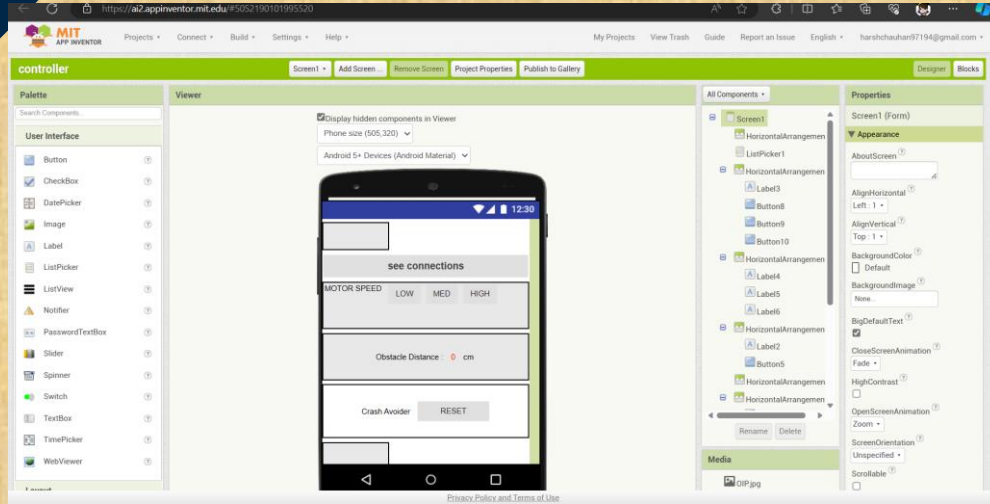 https://ai2.appinventor.mit.edu/#5052190101995520
MIT
APP INVENTOR
Projects
Connect
Build
Settings
Help
My Projects
View Trash
Guide
Report an Issue
English
harshchauhan97194@gmail.com
controller
Screen1
Add Screen ...
Remove Screen
Project Properties
Publish to Gallery
Designer
Blocks
Palette
Search Components...
User Interface
Button
CheckBox
DatePicker
Image
Label
ListPicker
ListView
Notifier
PasswordTextBox
Slider
Spinner
Switch
TextBox
TimePicker
WebViewer
Layout
Viewer
Display hidden components in Viewer
Phone size (505,320)
Android 5+ Devices (Android Material)
12:30
see connections
MOTOR SPEED LOW MED HIGH
Obstacle Distance : 0 cm
Crash Avoider RESET
All Components
Screen1
HorizontalArrangemen
ListPicker1
HorizontalArrangemen
Label3
Button8
Button9
Button10
HorizontalArrangemen
Label4
Label5
Label6
HorizontalArrangemen
Label2
Button5
HorizontalArrangemen
HorizontalArrangemen
Rename Delete
Media
OIP.jpg
Properties
Screen1 (Form)
Appearance
AboutScreen
AlignHorizontal
Left : 1
AlignVertical
Top : 1
BackgroundColor
Default
BackgroundImage
None...
BigDefaultText
CloseScreenAnimation
Fade
HighContrast
OpenScreenAnimation
Zoom
ScreenOrientation
Unspecified
Scrollable
Privacy Policy and Terms of Use